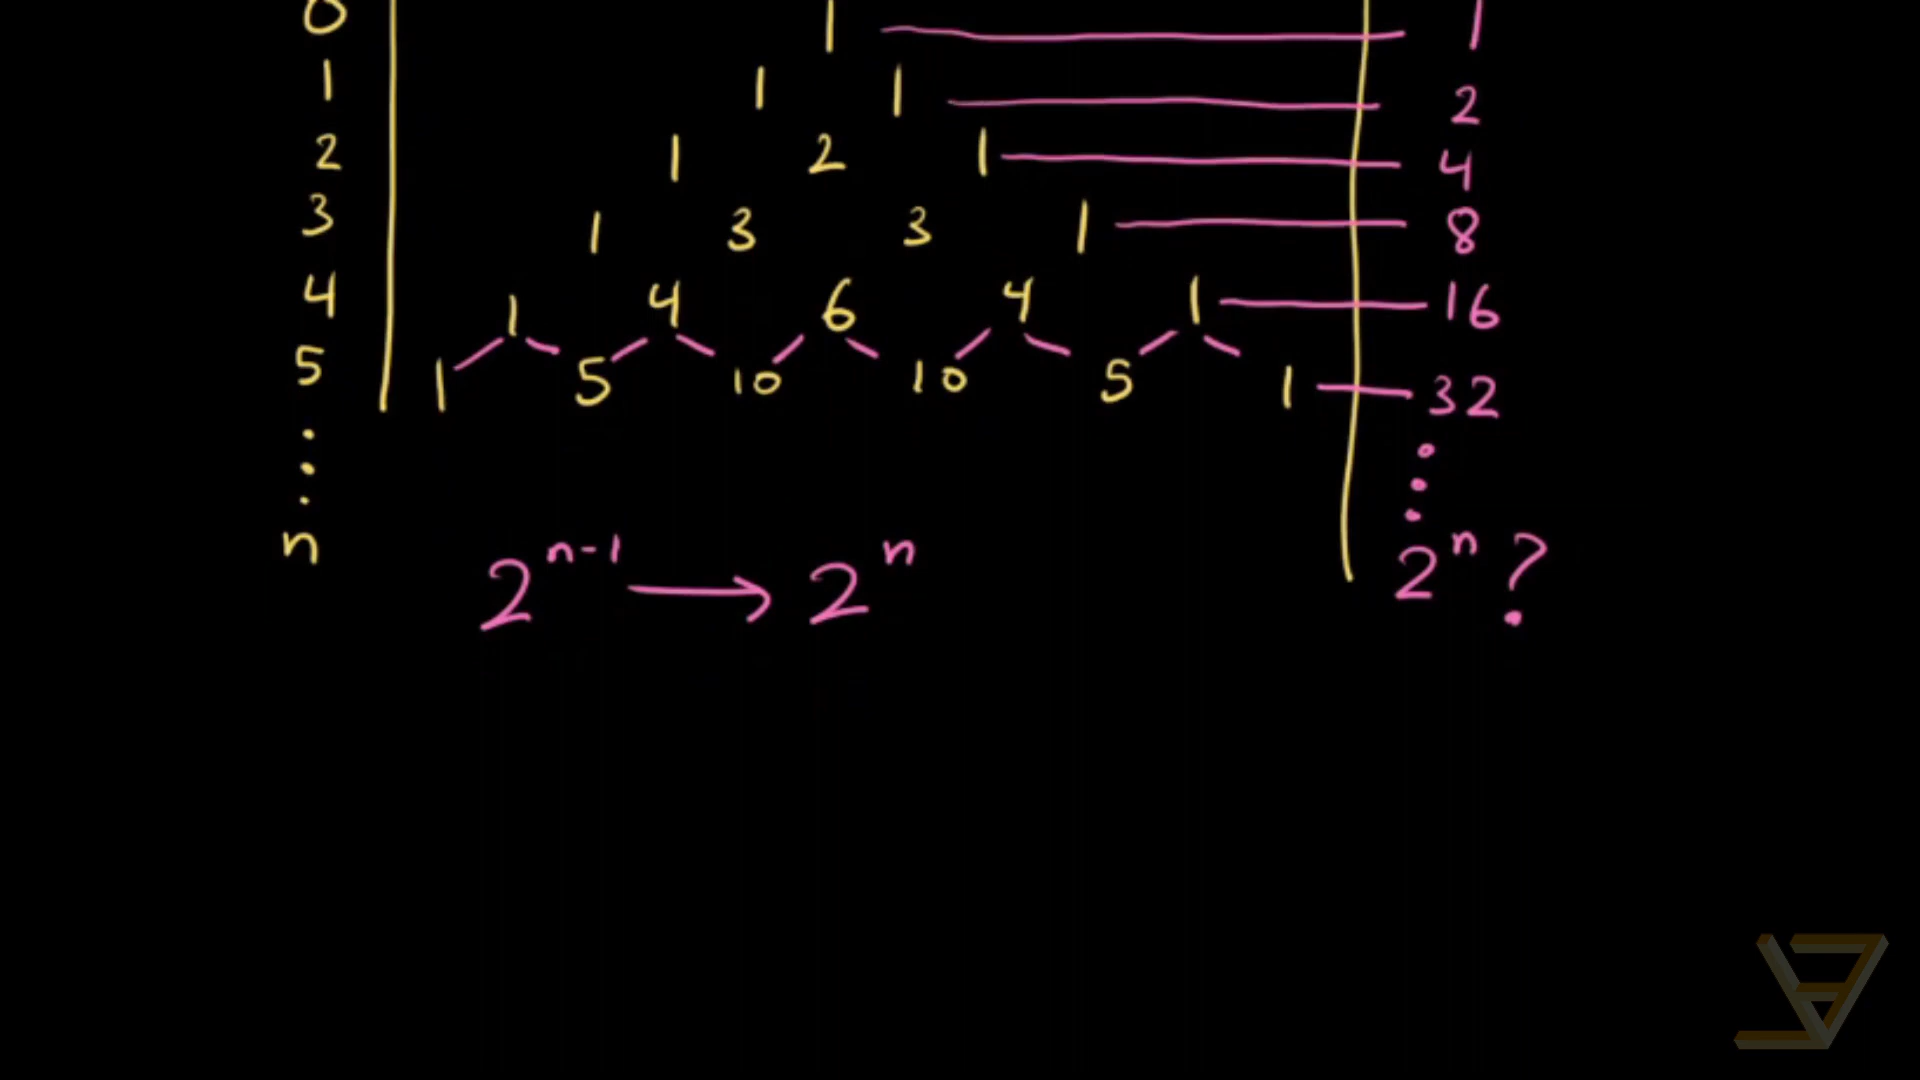 0 1 1
1 1 1 2
2 1 2 1 4
3 1 3 3 1 8
4 1 4 6 4 1 16
5 1 5 10 10 5 1 32
⋮ ⋮
n 2^{n-1} → 2^n 2^n ?